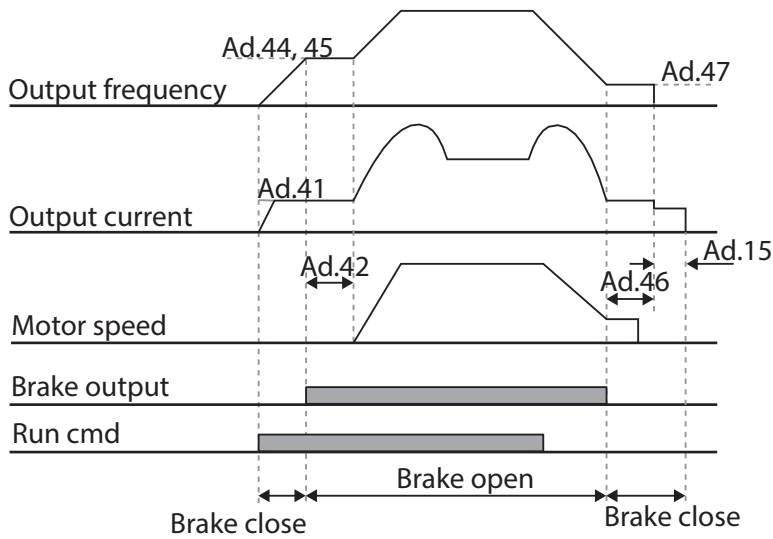 Ad.44, 45
Ad.47
Output frequency
Ad.41
Output current
Ad.15
Ad.42
Ad.46
Motor speed
Brake output
Run cmd
Brake open
Brake close
Brake close